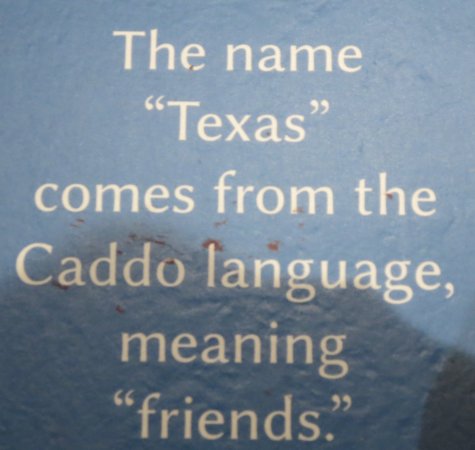 The name
“Texas”
comes from the
Caddo language,
meaning
“friends.”